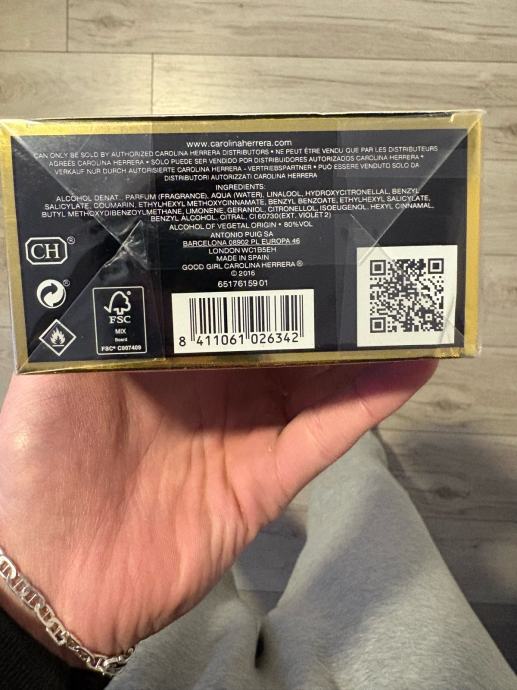 www.carolinaherrera.com
CAN ONLY BE SOLD BY AUTHORIZED CAROLINA HERRERA DISTRIBUTORS • NE PEUT ÊTRE VENDU QUE PAR LES DISTRIBUTEURS
AGRÉÉS CAROLINA HERRERA • SÓLO PUEDE SER VENDIDO POR DISTRIBUIDORES AUTORIZADOS CAROLINA HERRERA •
VERKAUF NUR DURCH AUTORISIERTE CAROLINA HERRERA - VERTRIEBSPARTNER • PUÒ ESSERE VENDUTO SOLO DA
DISTRIBUTORI AUTORIZZATI CAROLINA HERRERA
INGREDIENTS:
ALCOHOL DENAT., PARFUM (FRAGRANCE), AQUA (WATER), LINALOOL, HYDROXYCITRONELLAL, BENZYL
SALICYLATE, COUMARIN, ETHYLHEXYL METHOXYCINNAMATE, BENZYL BENZOATE, ETHYLHEXYL SALICYLATE,
BUTYL METHOXYDIBENZOYLMETHANE, LIMONENE, GERANIOL, CITRONELLOL, ISOEUGENOL, HEXYL CINNAMAL,
BENZYL ALCOHOL, CITRAL, CI 60730(EXT. VIOLET 2)
ALCOHOL OF VEGETAL ORIGIN • 80%VOL
ANTONIO PUIG SA
BARCELONA 08902 PL EUROPA 46
LONDON WC1B5EH
MADE IN SPAIN
GOOD GIRL CAROLINA HERRERA ®
© 2016
65176159 01
CH®
®
FSC
MIX
Board
FSC® C007409
8 411061 026342